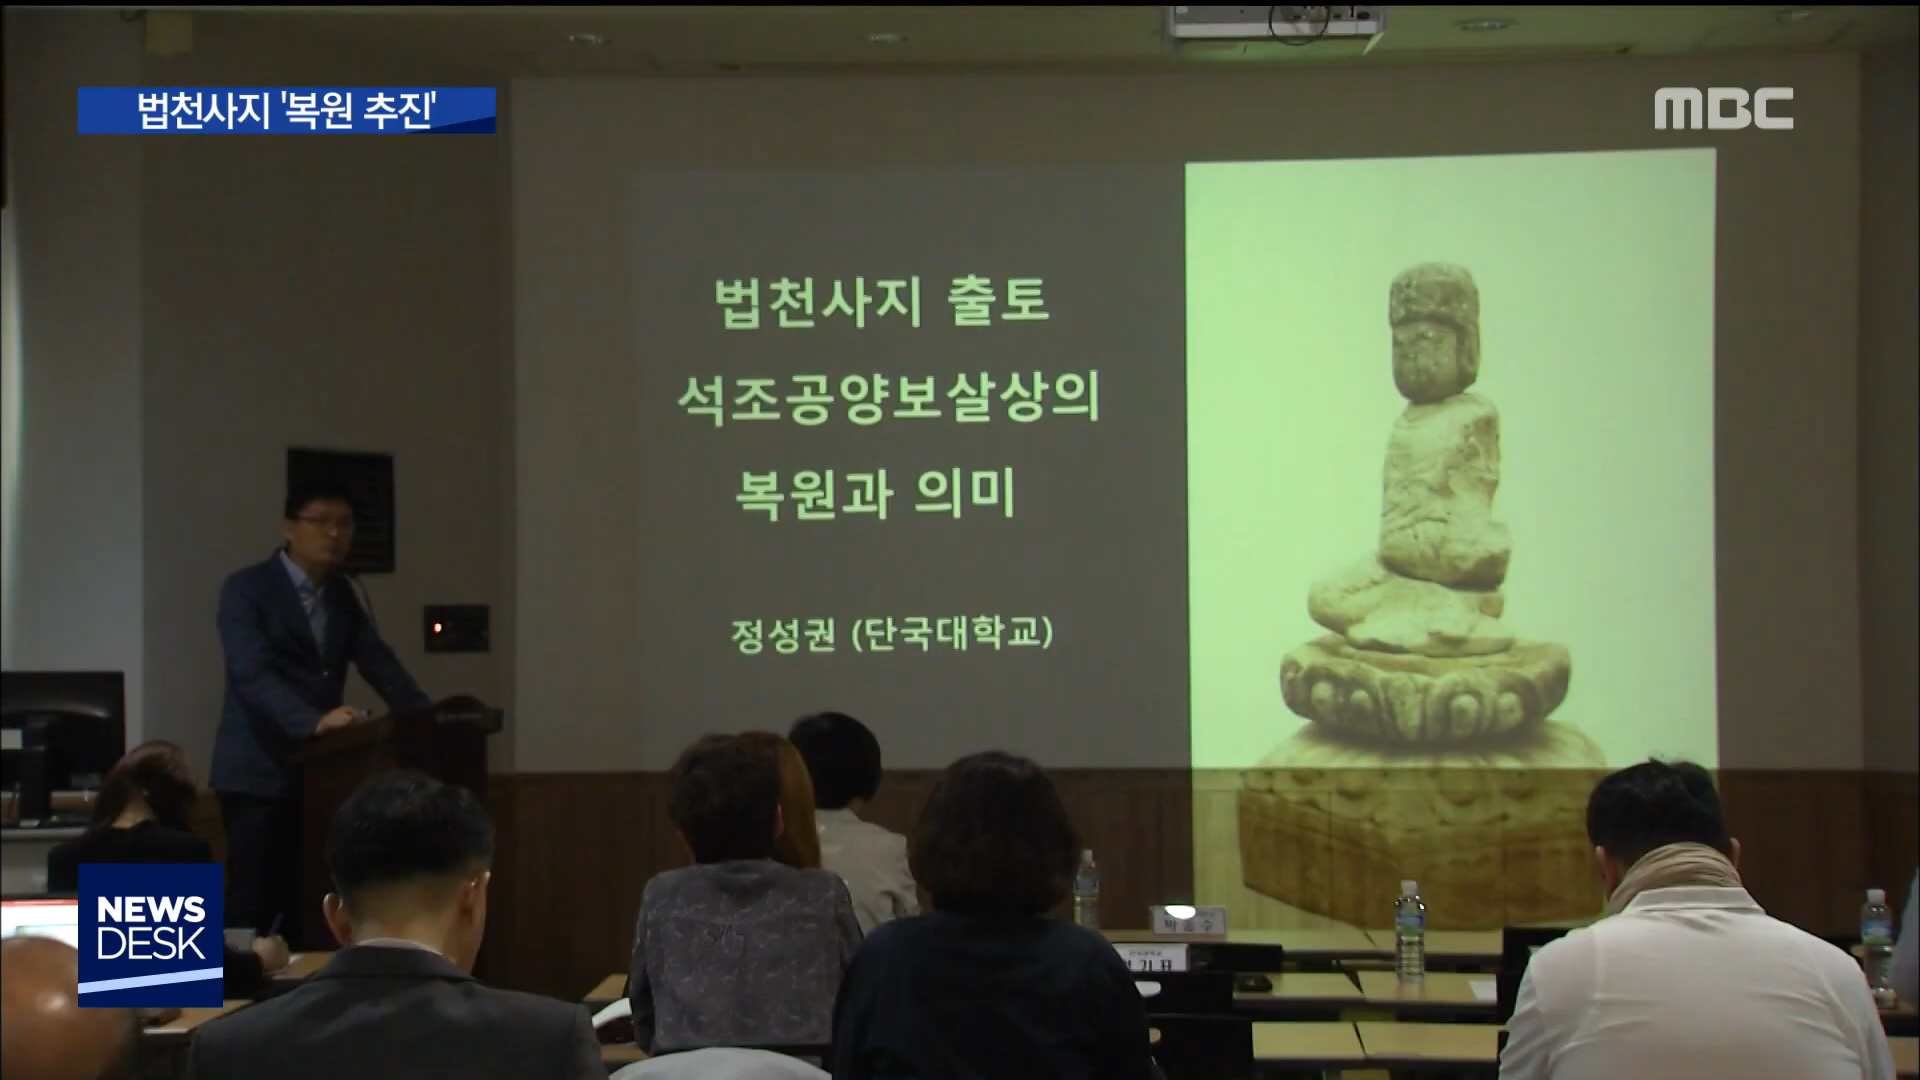 법천사지 '복원 추진'
MBC
법천사지 출토
석조공양보살상의
복원과 의미
정성권 (단국대학교)
NEWS
DESK